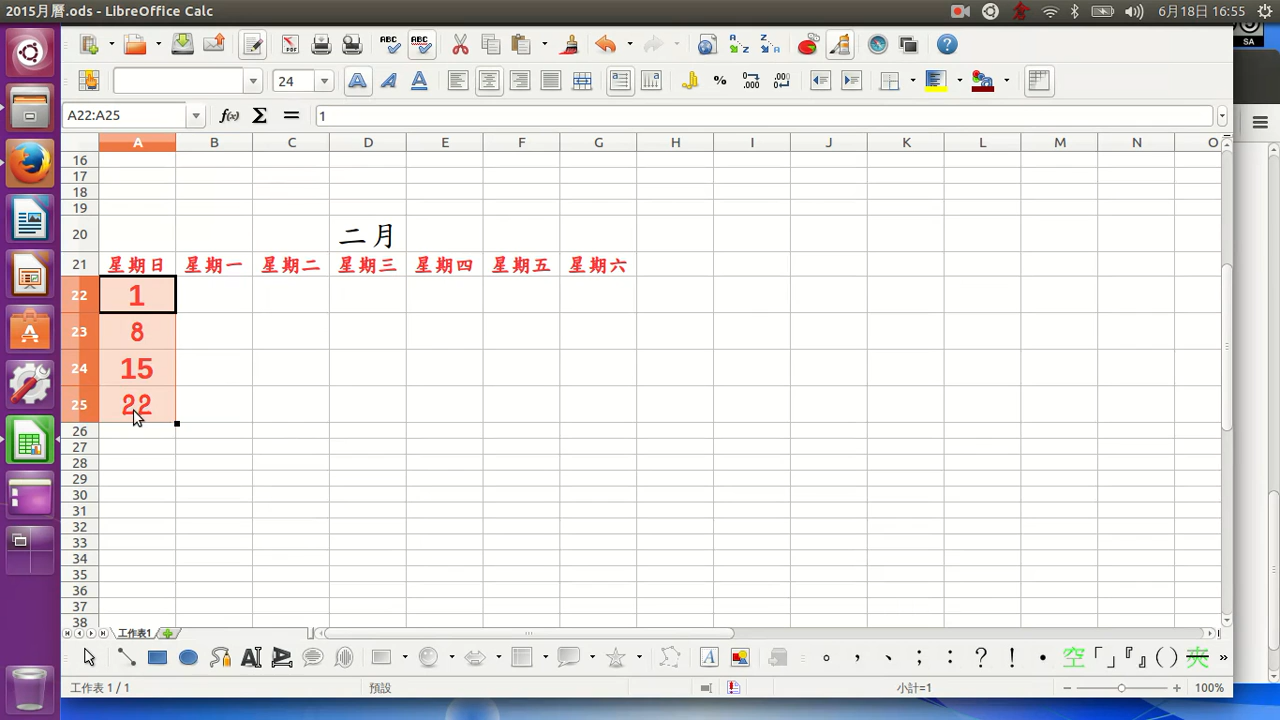 2015月曆.ods - LibreOffice Calc
6月18日 16:55
SA
ABC ABC
24
A22:A25
1
A B C D E F G H I J K L M N O
16
17
18
19
20 二月
21 星期日 星期一 星期二 星期三 星期四 星期五 星期六
22 1
23 8
24 15
25 22
26
27
28
29
30
31
32
33
34
35
36
37
38
工作表1
工作表 1 / 1
預設
小計=1
100%